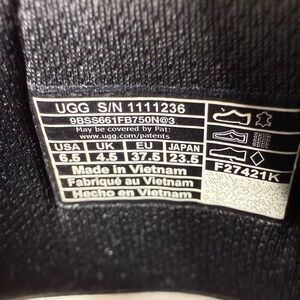 UGG S/N 1111236
9BSS661FB750N@3
May be covered by Pat:
www.ugg.com/patents
USA UK EU JAPAN
6.5 4.5 37.5 23.5
F27421K
Made in Vietnam
Fabriqué au Vietnam
Hecho en Vietnam